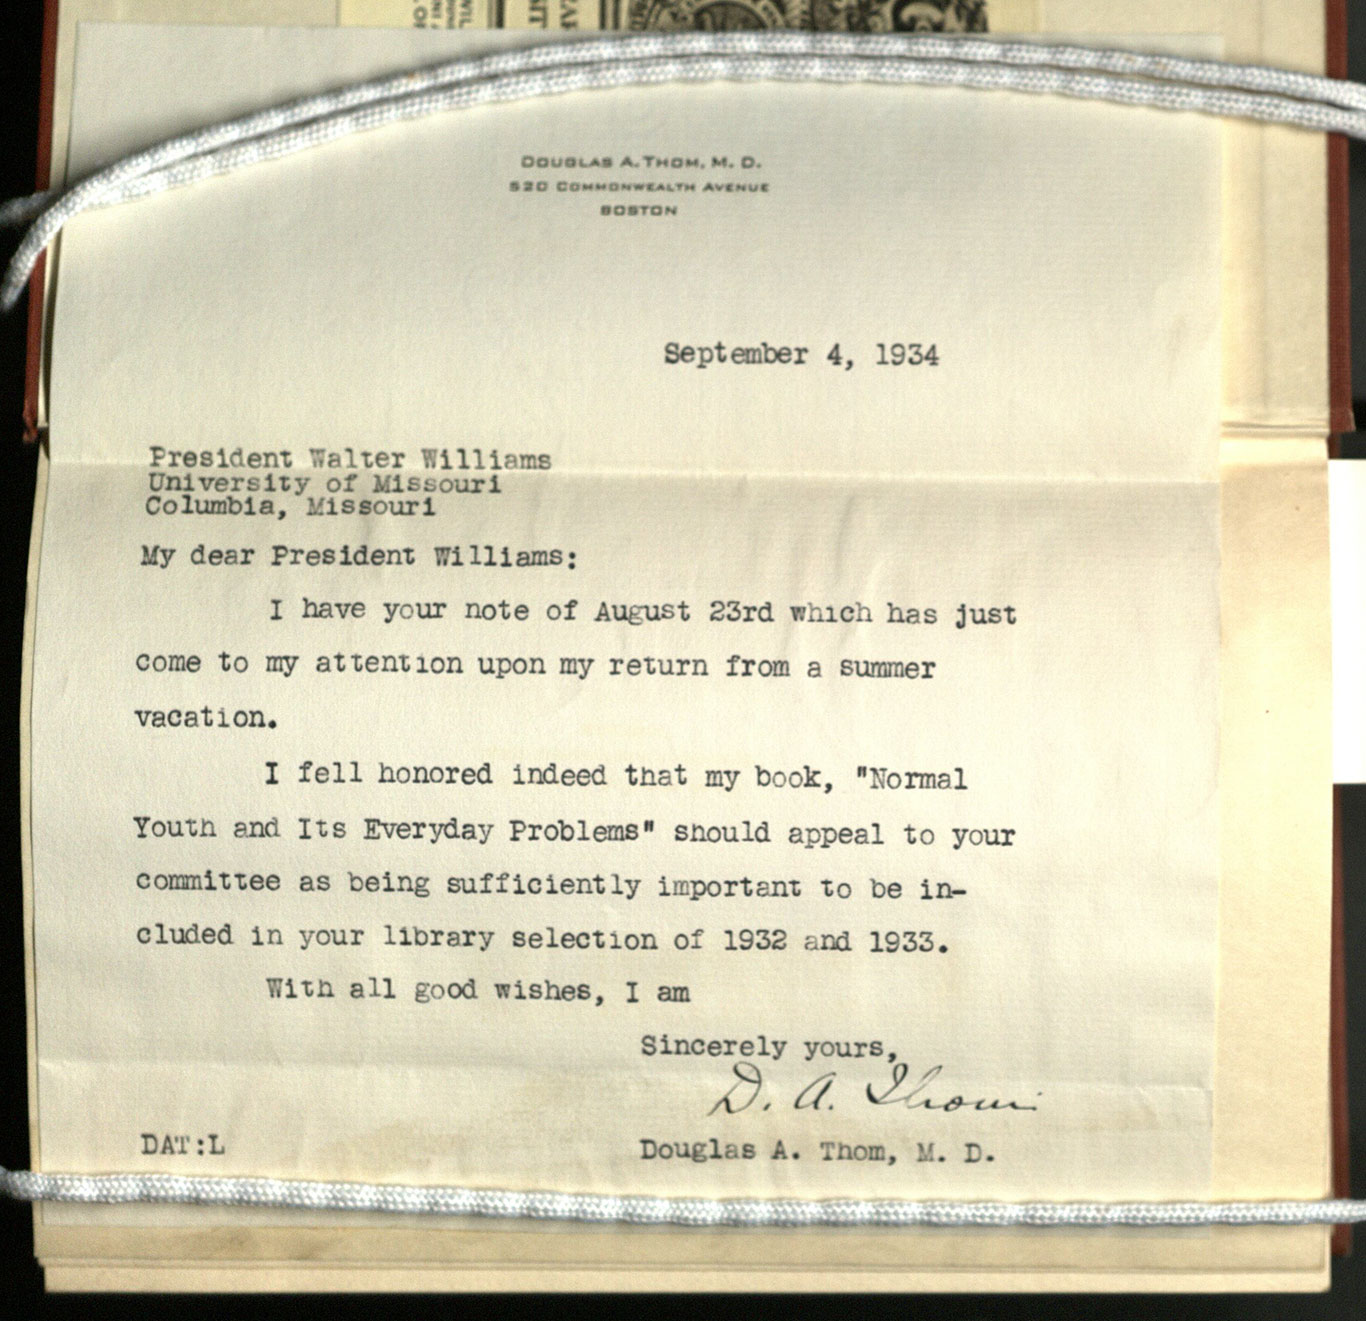 DOUGLAS A. THOM, M. D.
520 COMMONWEALTH AVENUE
BOSTON
September 4, 1934
President Walter Williams
University of Missouri
Columbia, Missouri
My dear President Williams:
I have your note of August 23rd which has just
come to my attention upon my return from a summer
vacation.
I fell honored indeed that my book, "Normal
Youth and Its Everyday Problems" should appeal to your
committee as being sufficiently important to be in-
cluded in your library selection of 1932 and 1933.
With all good wishes, I am
Sincerely yours,
D. A. Thom
DAT:L
Douglas A. Thom, M. D.